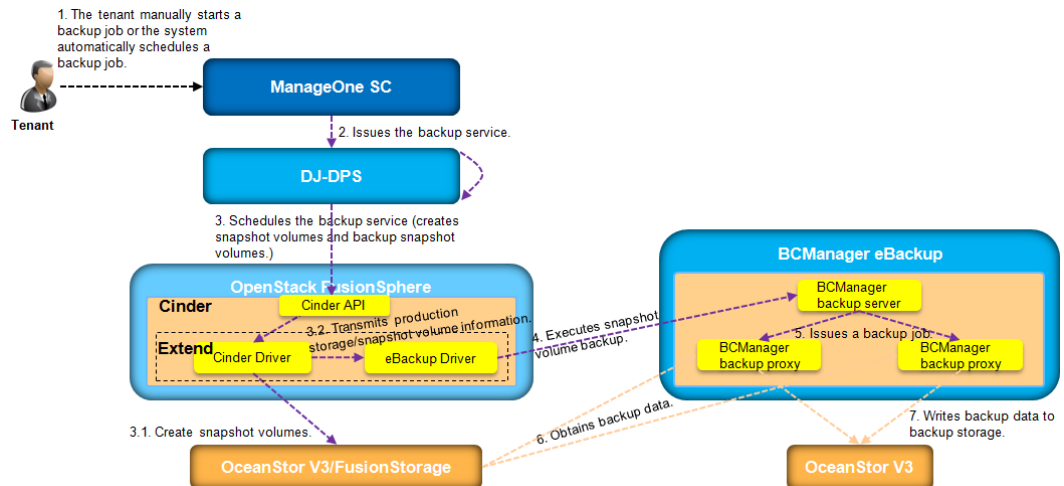 1. The tenant manually starts a
backup job or the system
automatically schedules a
backup job.
Tenant
ManageOne SC
2. Issues the backup service.
DJ-DPS
3. Schedules the backup service (creates
snapshot volumes and backup snapshot
volumes.)
OpenStack FusionSphere
Cinder
Cinder API
3.2. Transmits production
storage/snapshot volume information.
Extend
Cinder Driver
eBackup Driver
3.1. Create snapshot volumes.
OceanStor V3/FusionStorage
4. Executes snapshot
volume backup.
BCManager eBackup
BCManager
backup server
5. Issues a backup job.
BCManager
backup proxy
BCManager
backup proxy
6. Obtains backup data.
7. Writes backup data to
backup storage.
OceanStor V3